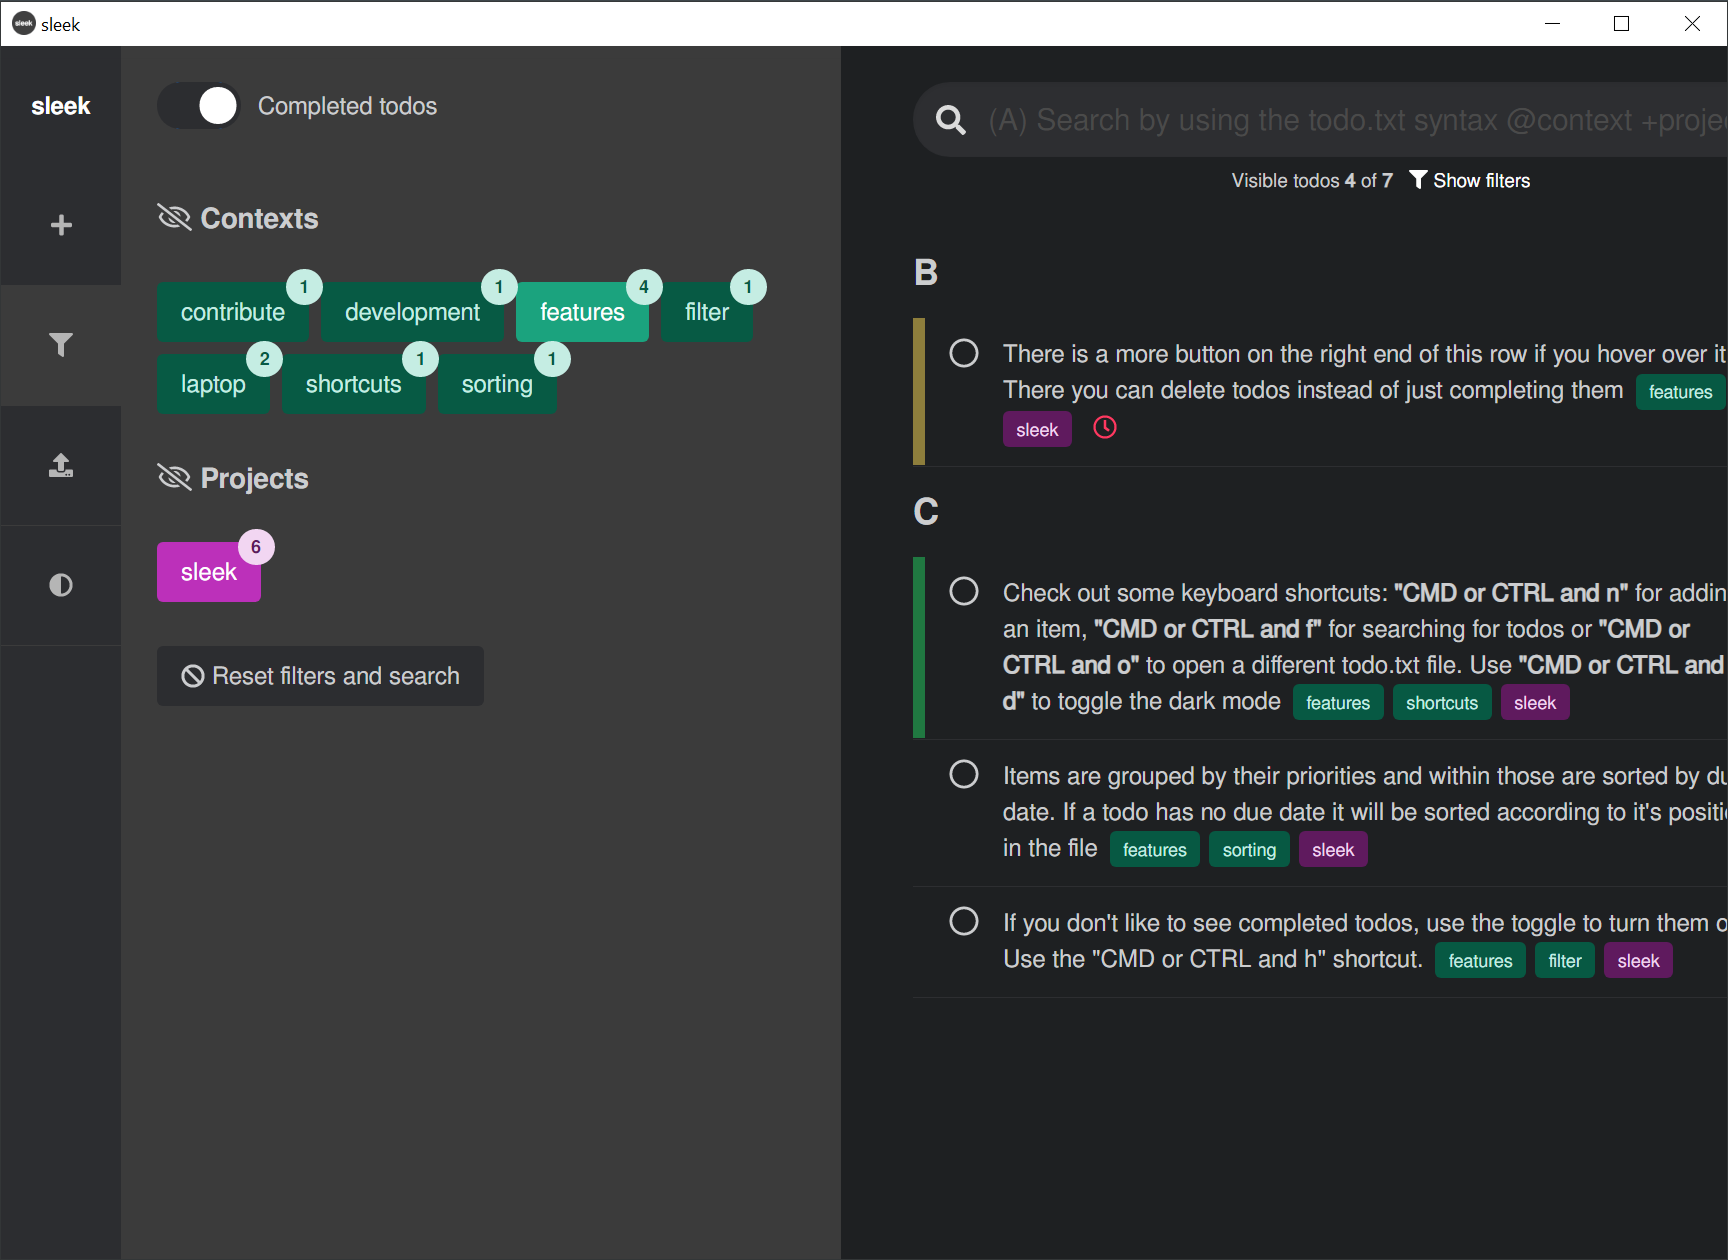 sleek
sleek
Completed todos
Contexts
contribute 1 development 1 features 4 filter 1
laptop 2 shortcuts 1 sorting 1
Projects
sleek 6
Reset filters and search
(A) Search by using the todo.txt syntax @context +proje
Visible todos 4 of 7 Show filters
B
There is a more button on the right end of this row if you hover over it
There you can delete todos instead of just completing them features
sleek
C
Check out some keyboard shortcuts: "CMD or CTRL and n" for addin
an item, "CMD or CTRL and f" for searching for todos or "CMD or
CTRL and o" to open a different todo.txt file. Use "CMD or CTRL and
d" to toggle the dark mode features shortcuts sleek
Items are grouped by their priorities and within those are sorted by du
date. If a todo has no due date it will be sorted according to it's positi
in the file features sorting sleek
If you don't like to see completed todos, use the toggle to turn them o
Use the "CMD or CTRL and h" shortcut. features filter sleek